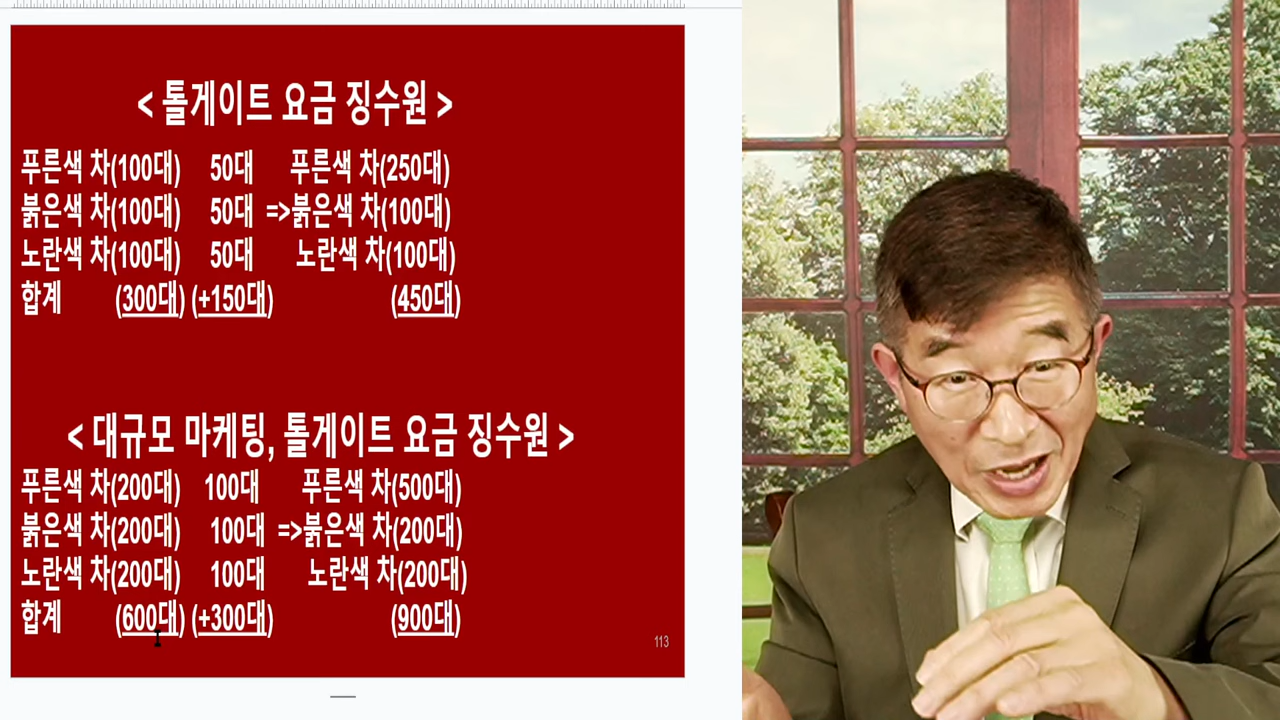 < 톨게이트 요금 징수원 >
푸른색 차(100대) 50대 푸른색 차(250대)
붉은색 차(100대) 50대 =>붉은색 차(100대)
노란색 차(100대) 50대 노란색 차(100대)
합계 (300대) (+150대) (450대)
< 대규모 마케팅, 톨게이트 요금 징수원 >
푸른색 차(200대) 100대 푸른색 차(500대)
붉은색 차(200대) 100대 =>붉은색 차(200대)
노란색 차(200대) 100대 노란색 차(200대)
합계 (600대) (+300대) (900대)
113